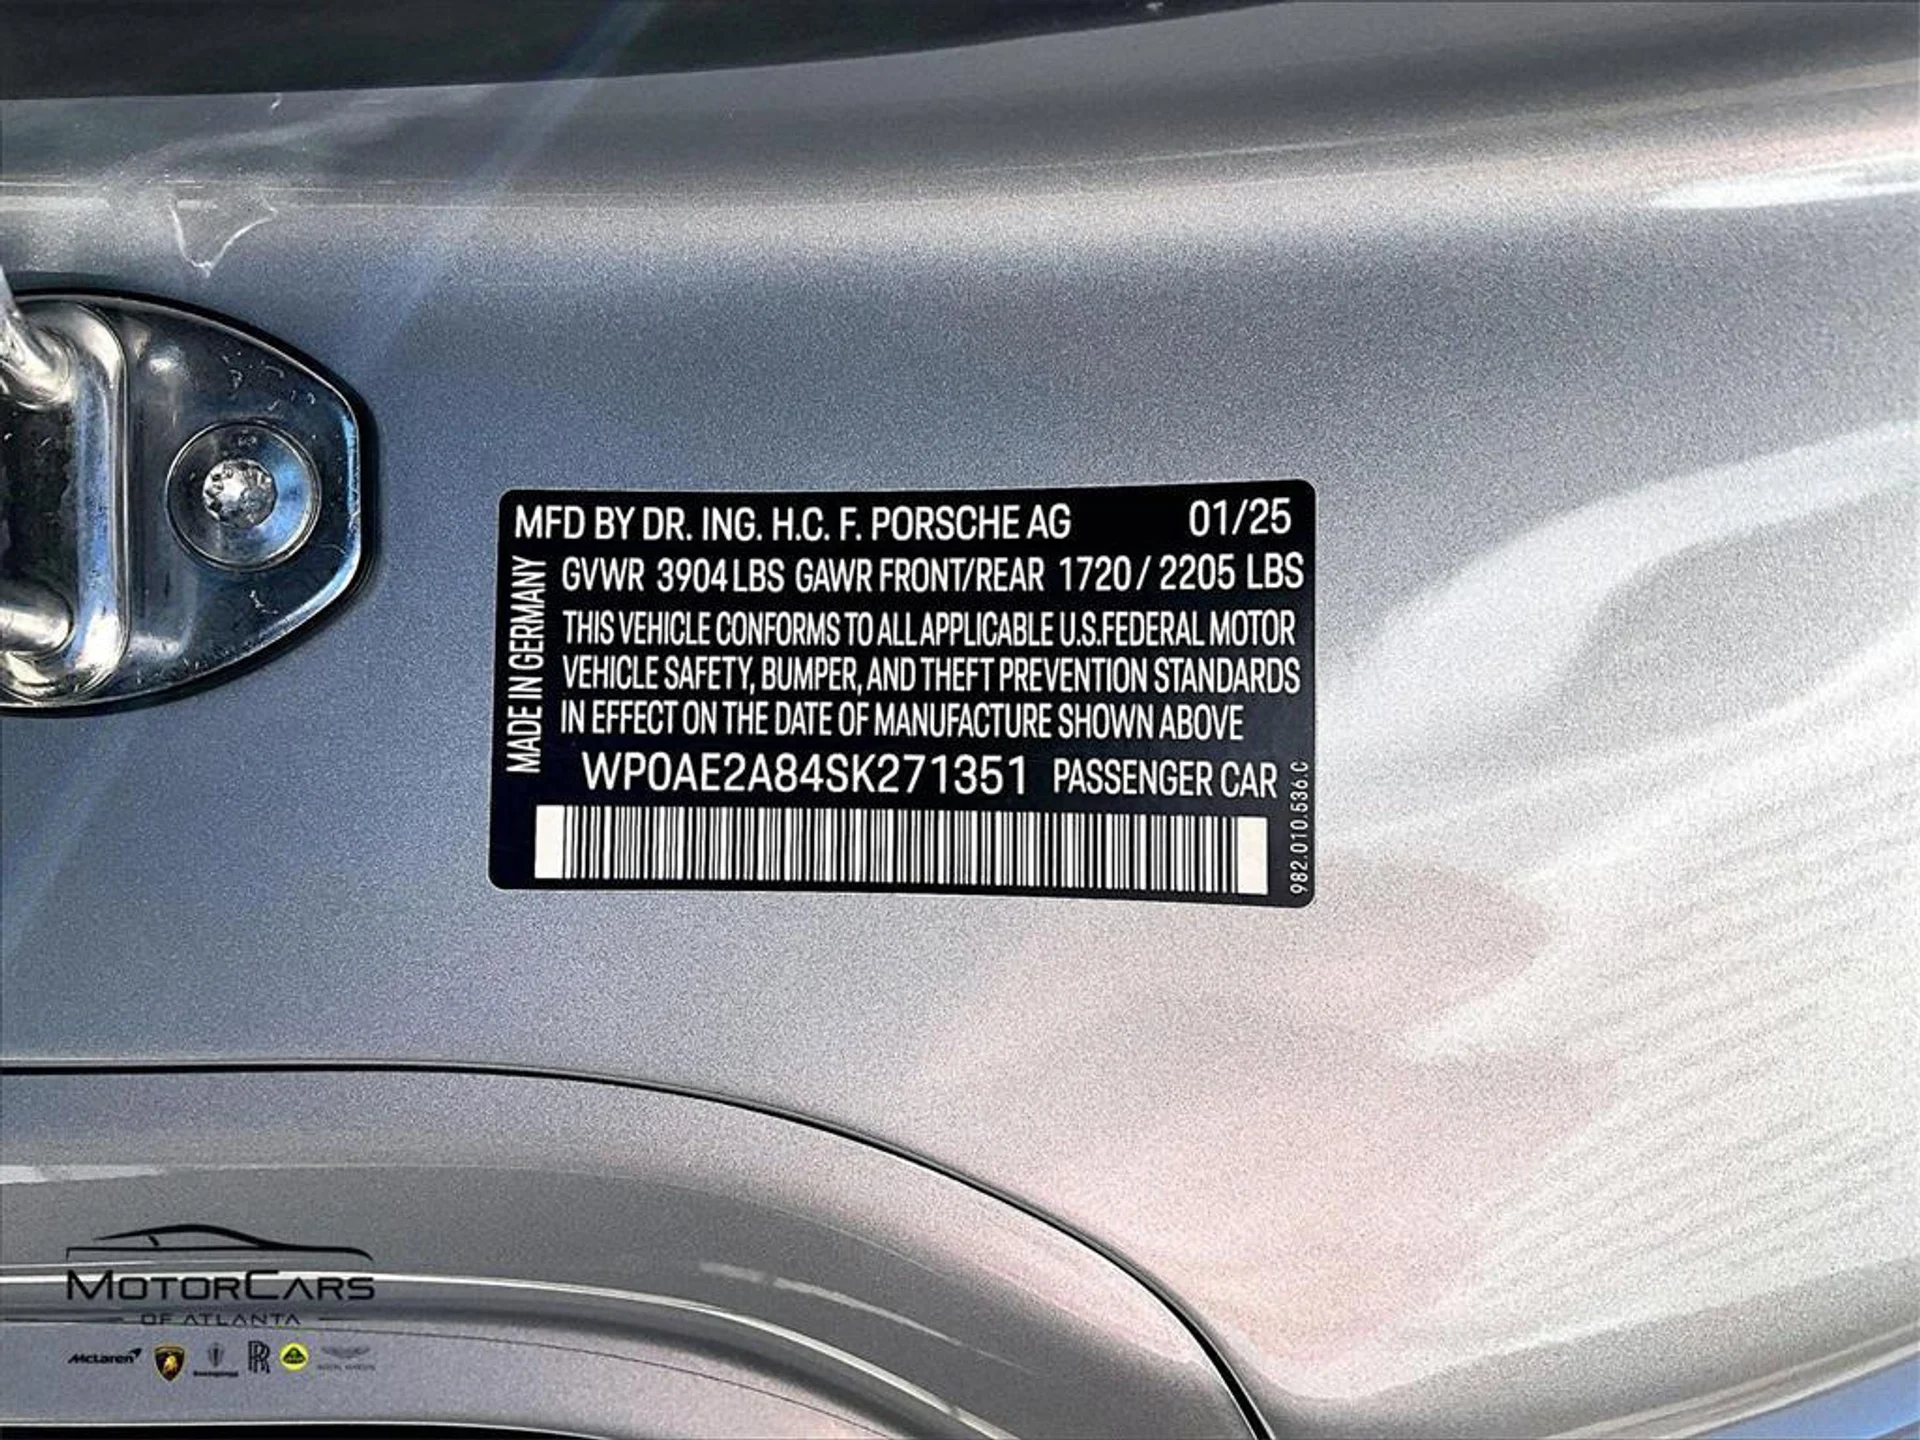 MFD BY DR. ING. H.C. F. PORSCHE AG 01/25
GVWR 3904 LBS GAWR FRONT/REAR 1720 / 2205 LBS
THIS VEHICLE CONFORMS TO ALL APPLICABLE U.S.FEDERAL MOTOR
VEHICLE SAFETY, BUMPER, AND THEFT PREVENTION STANDARDS
IN EFFECT ON THE DATE OF MANUFACTURE SHOWN ABOVE
WP0AE2A84SK271351 PASSENGER CAR
MADE IN GERMANY
982.010.536.C
MOTORCARS
OF ATLANTA
McLaren